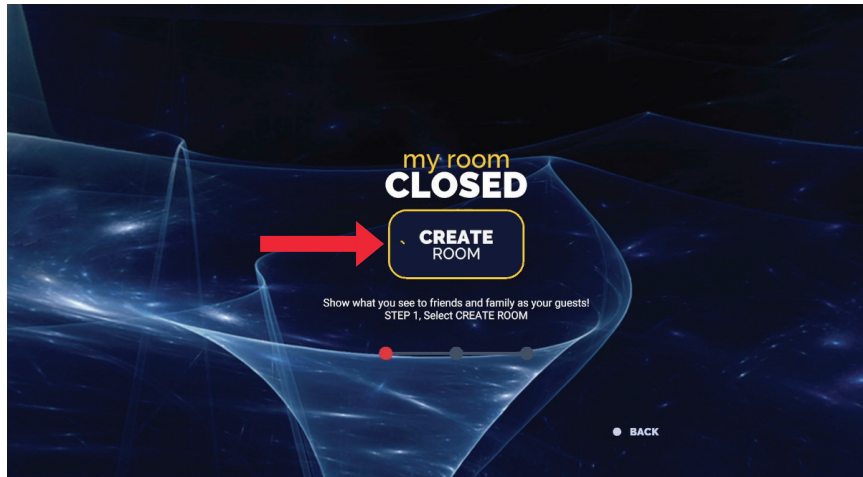 my room
CLOSED
CREATE
ROOM
Show what you see to friends and family as your guests!
STEP 1, Select CREATE ROOM
BACK